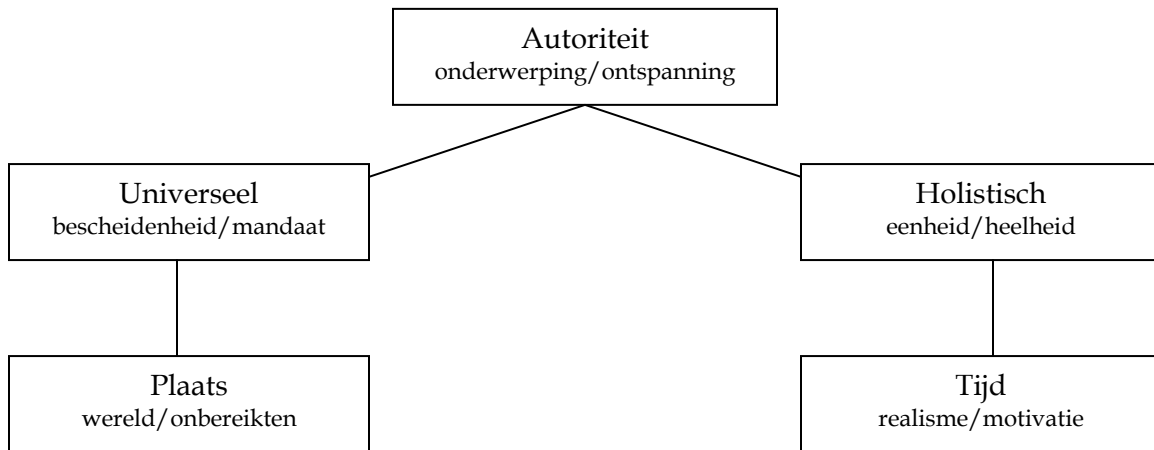 Autoriteit
onderwerping/ontspanning
Universeel
bescheidenheid/mandaat
Holistisch
eenheid/heelheid
Plaats
wereld/onbereikten
Tijd
realisme/motivatie